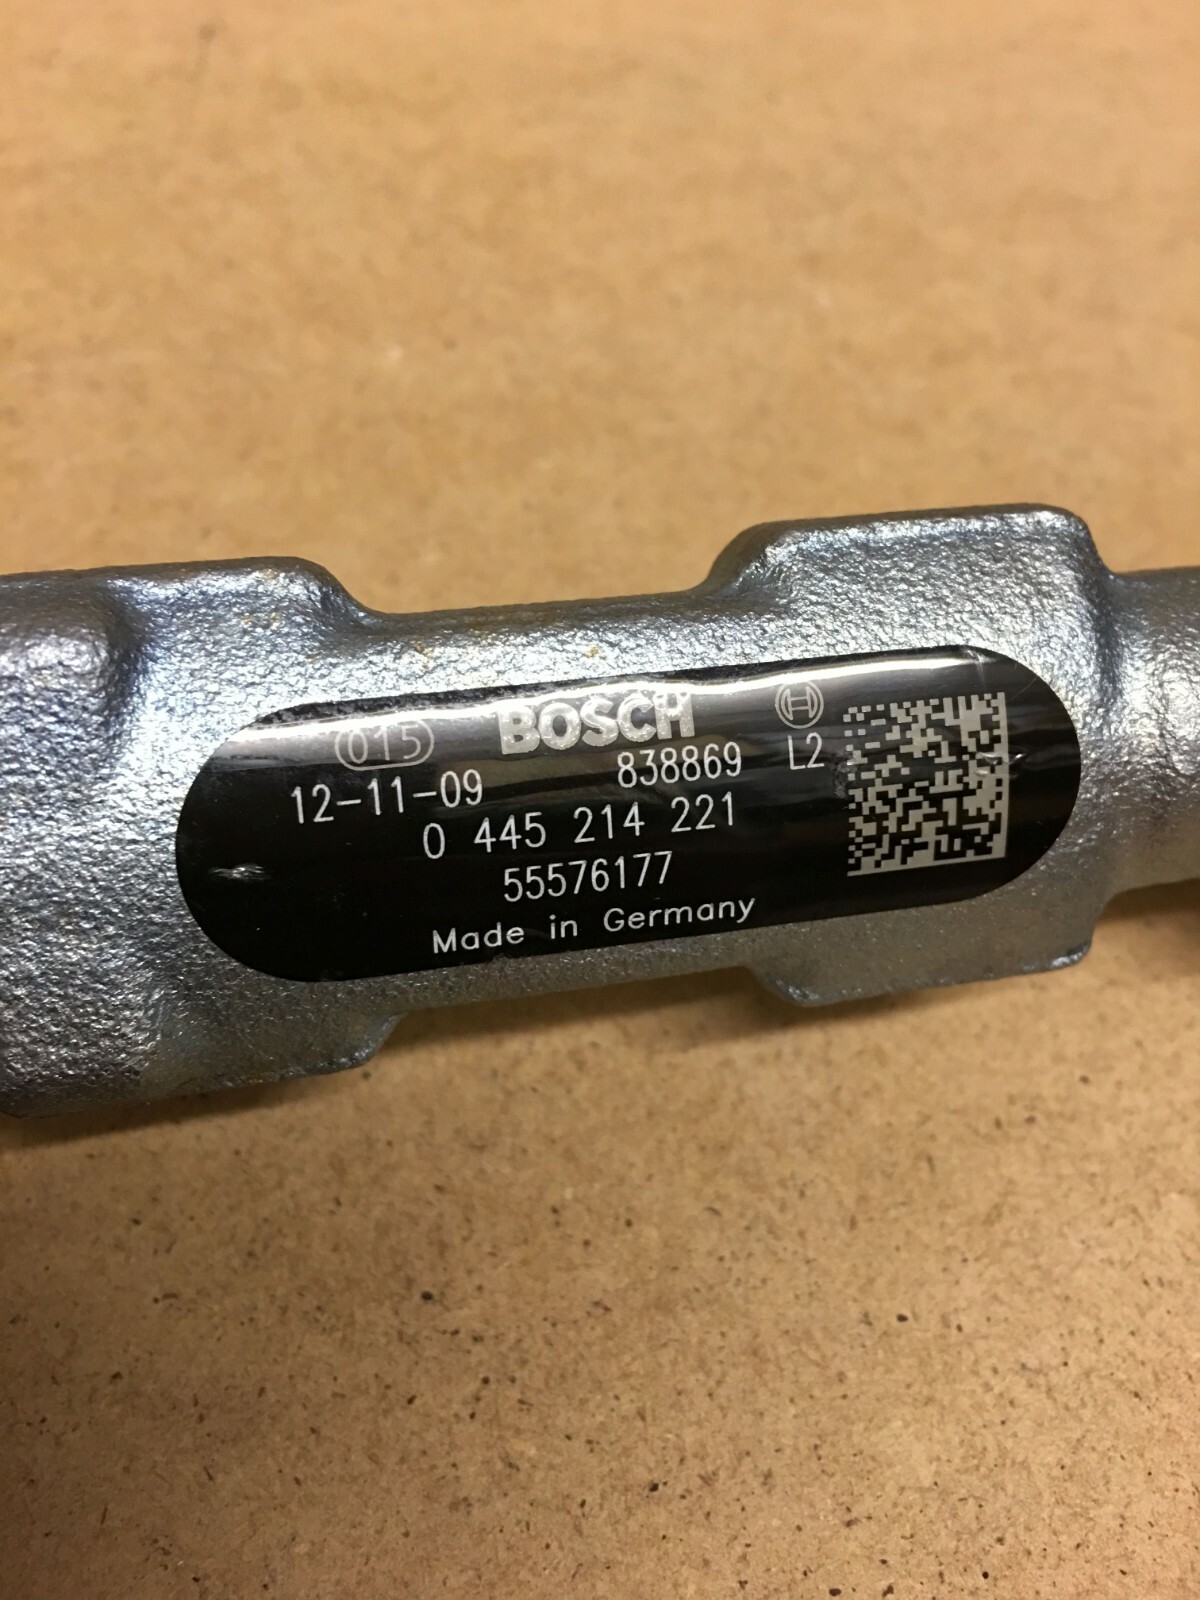 015 BOSCH
12-11-09 838869 L2
0 445 214 221
55576177
Made in Germany